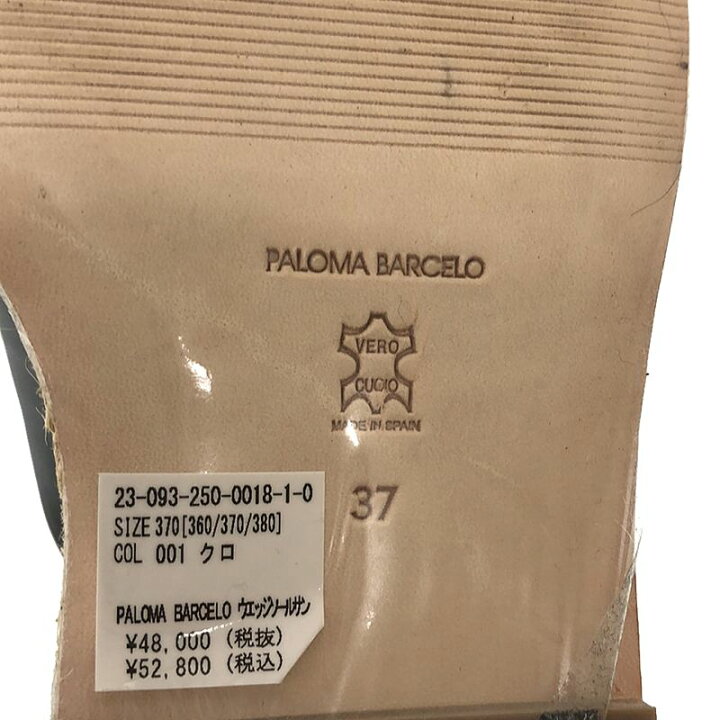 PALOMA BARCELO
VERO
CUOIO
MADE IN SPAIN
37
23-093-250-0018-1-0
SIZE 370[360/370/380]
COL 001 クロ
PALOMA BARCELO ウエッジソールサン
¥48,000 (税抜)
¥52,800 (税込)